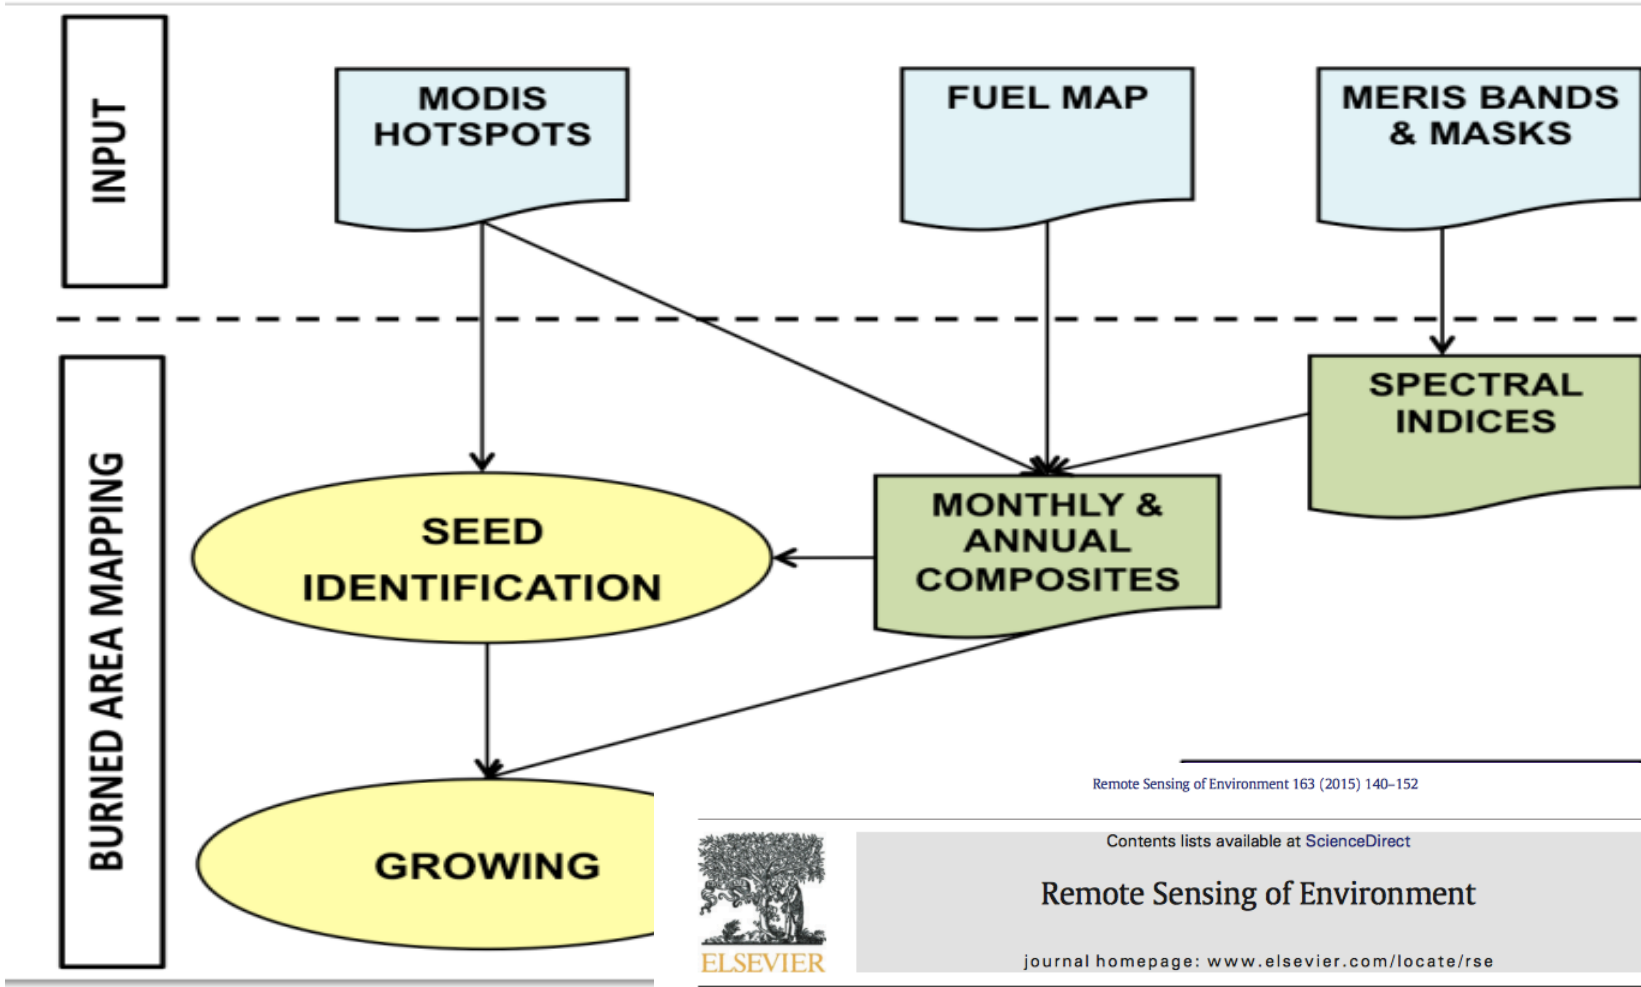 INPUT
MODIS
HOTSPOTS
FUEL MAP
MERIS BANDS
& MASKS
BURNED AREA MAPPING
SPECTRAL
INDICES
MONTHLY &
ANNUAL
COMPOSITES
SEED
IDENTIFICATION
GROWING
Remote Sensing of Environment 163 (2015) 140–152
Contents lists available at ScienceDirect
Remote Sensing of Environment
journal homepage: www.elsevier.com/locate/rse
ELSEVIER